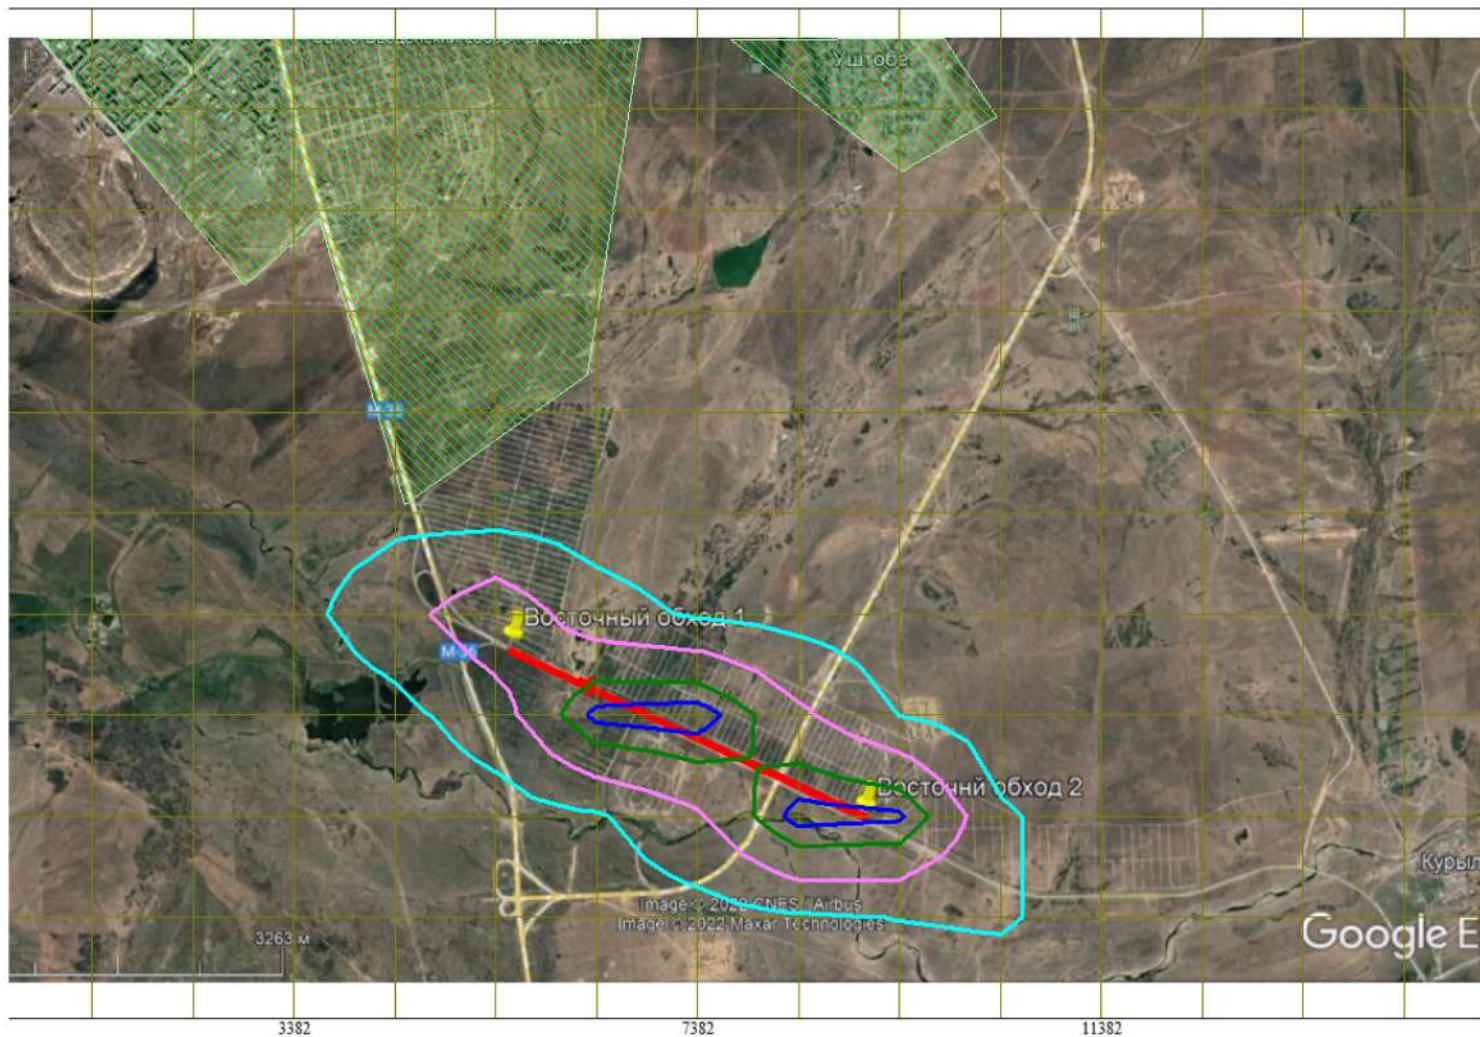 Уштобе
Восточный обход 1
М-36
Восточнй обход 2
Курыл
Image © 2022 CNES / Airbus
Image © 2022 Maxar Technologies
Google E
3263 м
3382
7382
11382